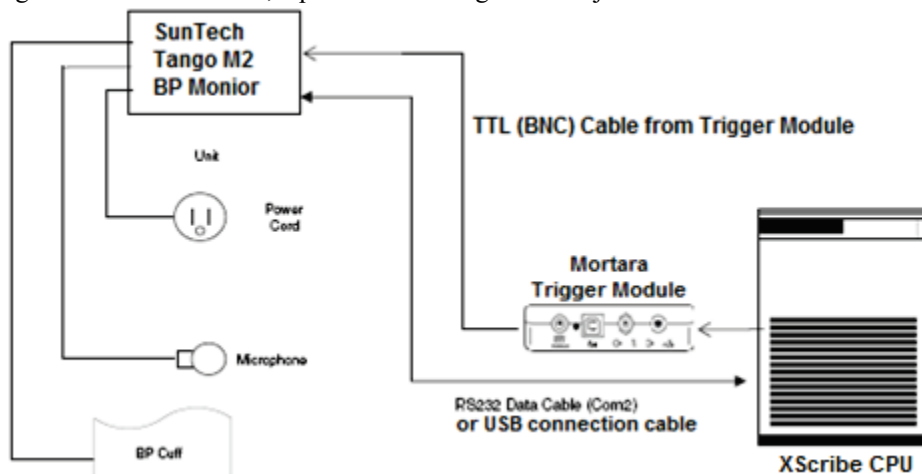 SunTech
Tango M2
BP Monior
TTL (BNC) Cable from Trigger Module
Unit
Power
Cord
Mortara
Trigger Module
Microphone
RS232 Data Cable (Com2)
or USB connection cable
BP Cuff
XScribe CPU